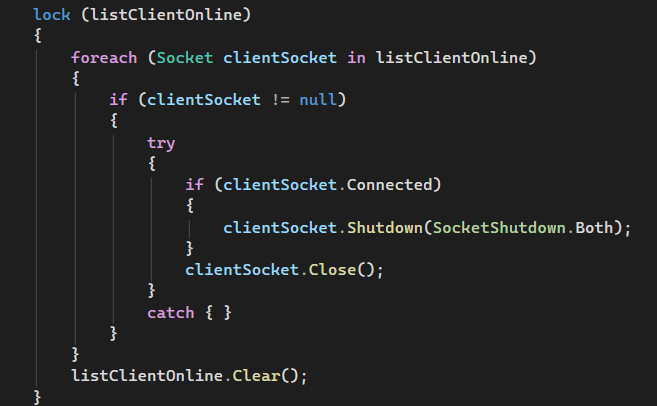 lock (listClientOnline)
{
    foreach (Socket clientSocket in listClientOnline)
    {
        if (clientSocket != null)
        {
            try
            {
                if (clientSocket.Connected)
                {
                    clientSocket.Shutdown(SocketShutdown.Both);
                }
                clientSocket.Close();
            }
            catch { }
        }
    }
    listClientOnline.Clear();
}